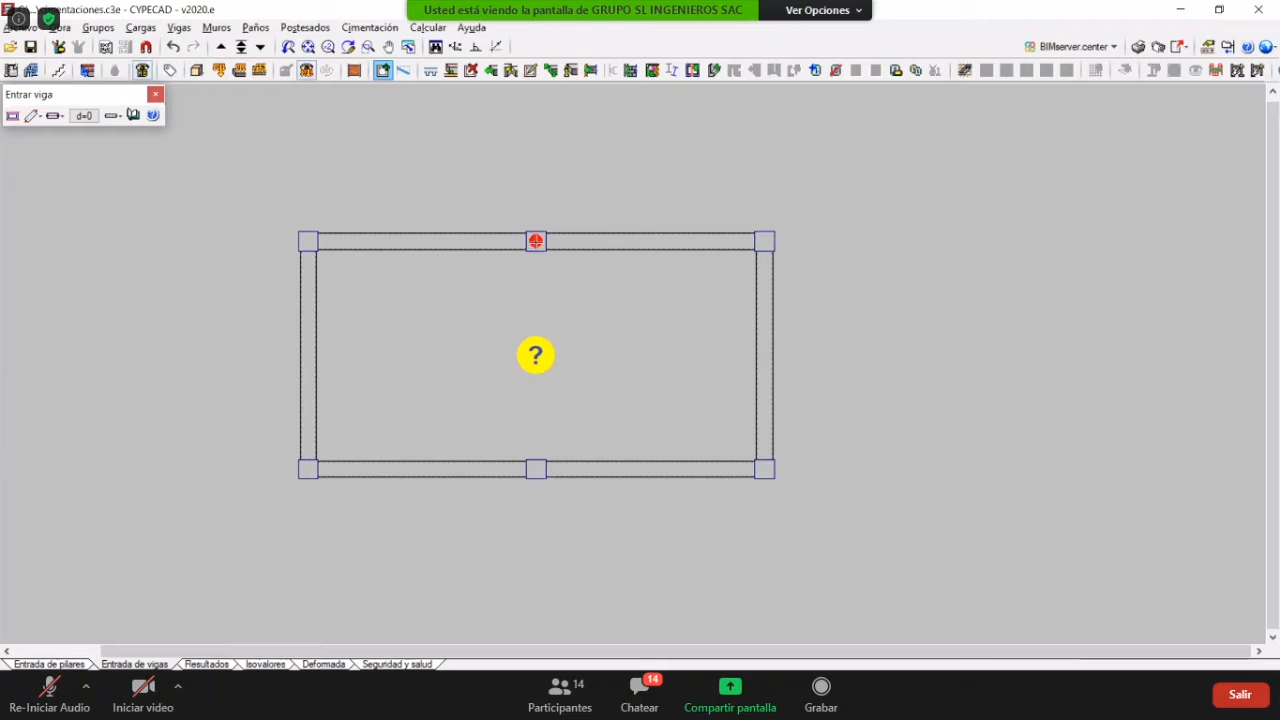 cimentaciones.c3e - CYPECAD - v2020.e
Usted está viendo la pantalla de GRUPO SL INGENIEROS SAC
Ver Opciones
Archivo Obra Grupos Cargas Vigas Muros Paños Postesados Cimentación Calcular Ayuda
BIMserver.center
Entrar viga
d=0
?
Entrada de pilares Entrada de vigas Resultados Isovalores Deformada Seguridad y salud
Re-Iniciar Audio
Iniciar video
14
Participantes
14
Chatear
Compartir pantalla
Grabar
Salir